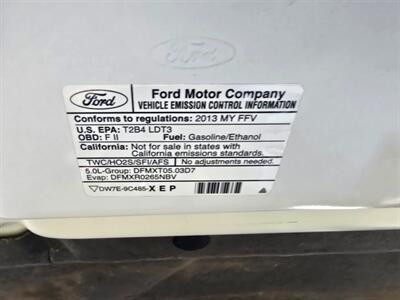 Ford
Ford
Ford Motor Company
VEHICLE EMISSION CONTROL INFORMATION
Conforms to regulations: 2013 MY FFV
U.S. EPA: T2B4 LDT3
OBD: F II Fuel: Gasoline/Ethanol
California: Not for sale in states with
California emissions standards.
TWC/HO2S/SFI/AFS No adjustments needed.
5.0L-Group: DFMXT05.03D7
Evap: DFMXR0265NBV
DW7E-9C485-XEP